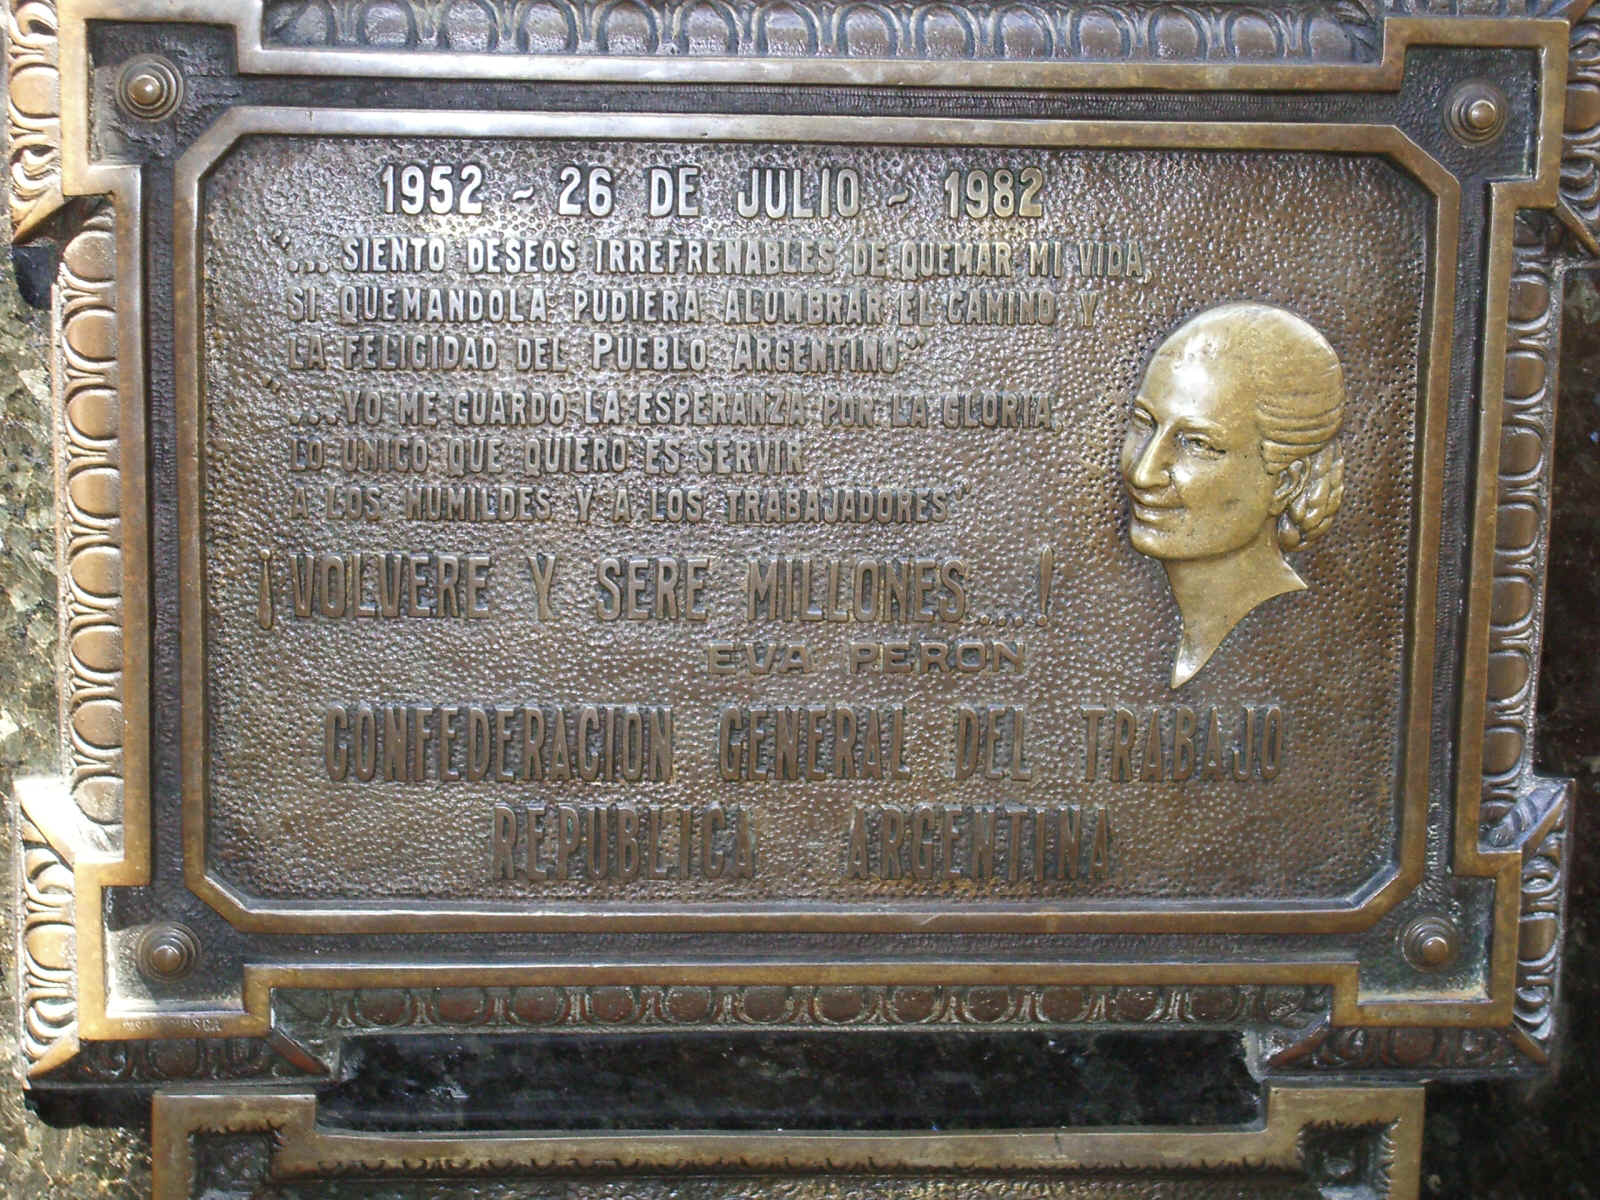 1952 ~ 26 DE JULIO ~ 1982
"... SIENTO DESEOS IRREFRENABLES DE QUEMAR MI VIDA,
SI QUEMANDOLA PUDIERA ALUMBRAR EL CAMINO Y
LA FELICIDAD DEL PUEBLO ARGENTINO"
"... YO ME GUARDO LA ESPERANZA POR LA GLORIA,
LO UNICO QUE QUIERO ES SERVIR
A LOS HUMILDES Y A LOS TRABAJADORES"
¡VOLVERE Y SERE MILLONES...!
EVA PERON
CONFEDERACION GENERAL DEL TRABAJO
REPUBLICA ARGENTINA